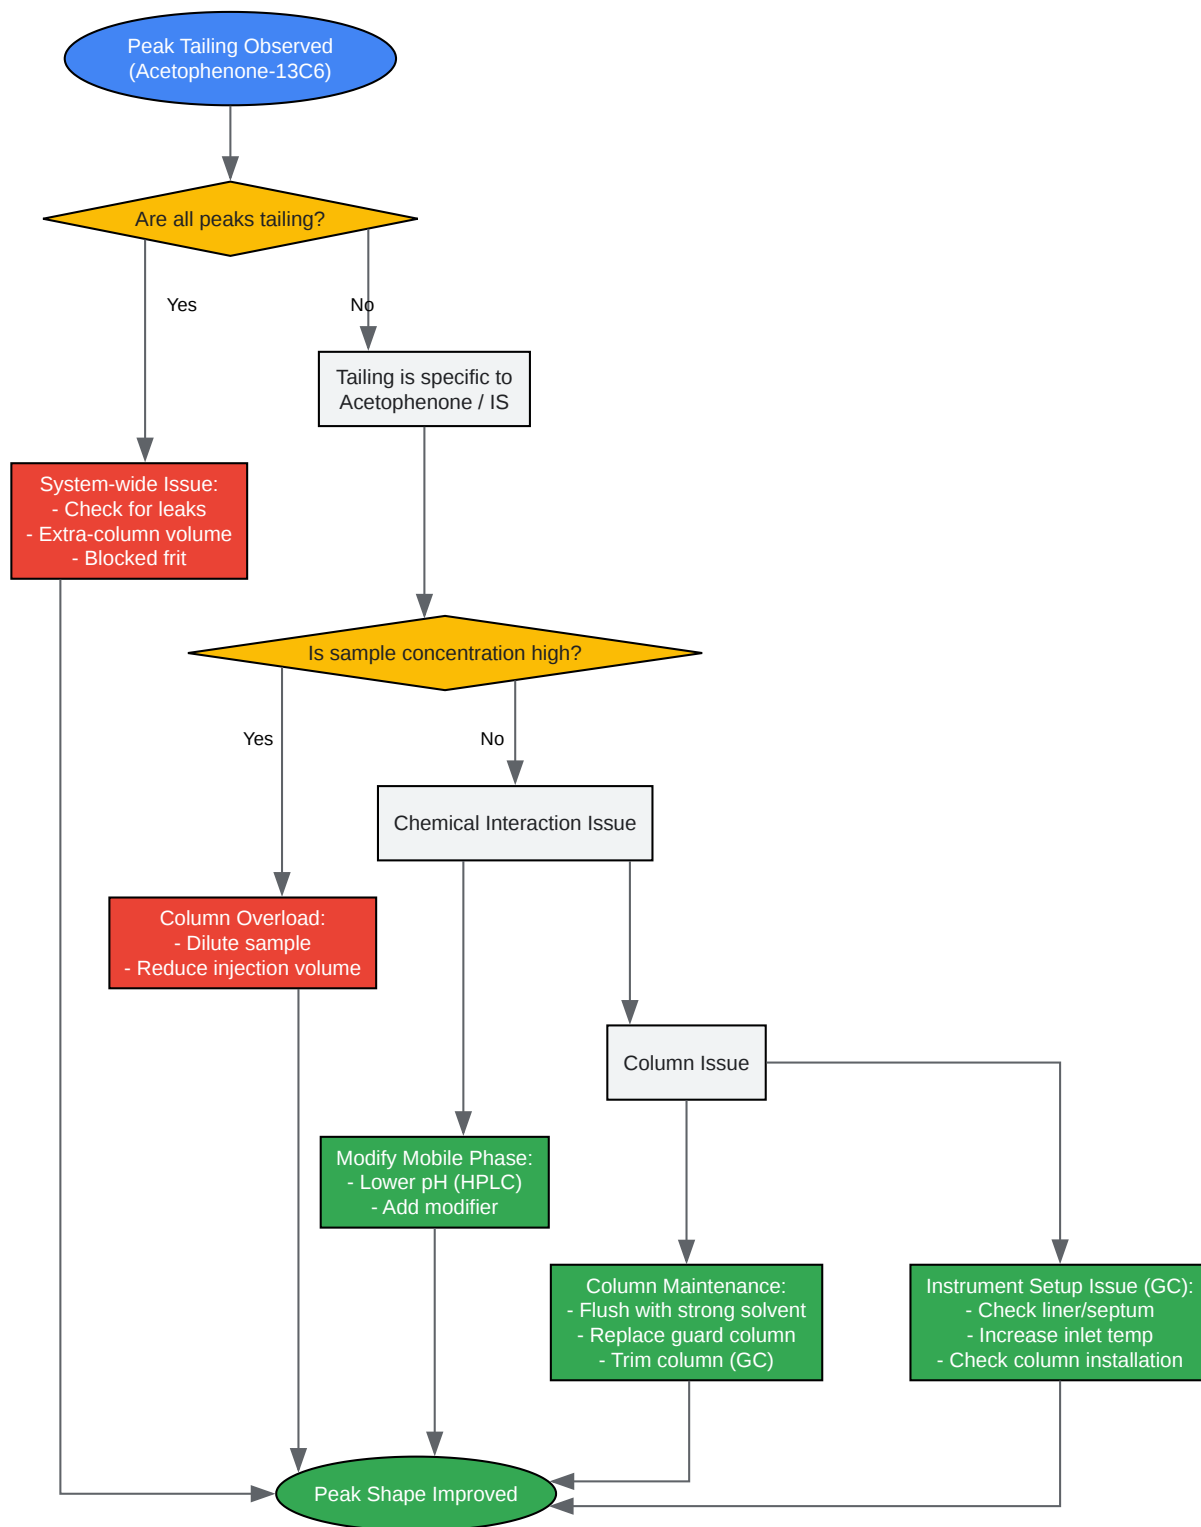 Peak Tailing Observed
(Acetophenone-13C6)
Are all peaks tailing?
Yes
No
Tailing is specific to
Acetophenone / IS
System-wide Issue:
- Check for leaks
- Extra-column volume
- Blocked frit
Is sample concentration high?
Yes
No
Chemical Interaction Issue
Column Overload:
- Dilute sample
- Reduce injection volume
Column Issue
Modify Mobile Phase:
- Lower pH (HPLC)
- Add modifier
Column Maintenance:
- Flush with strong solvent
- Replace guard column
- Trim column (GC)
Instrument Setup Issue (GC):
- Check liner/septum
- Increase inlet temp
- Check column installation
Peak Shape Improved